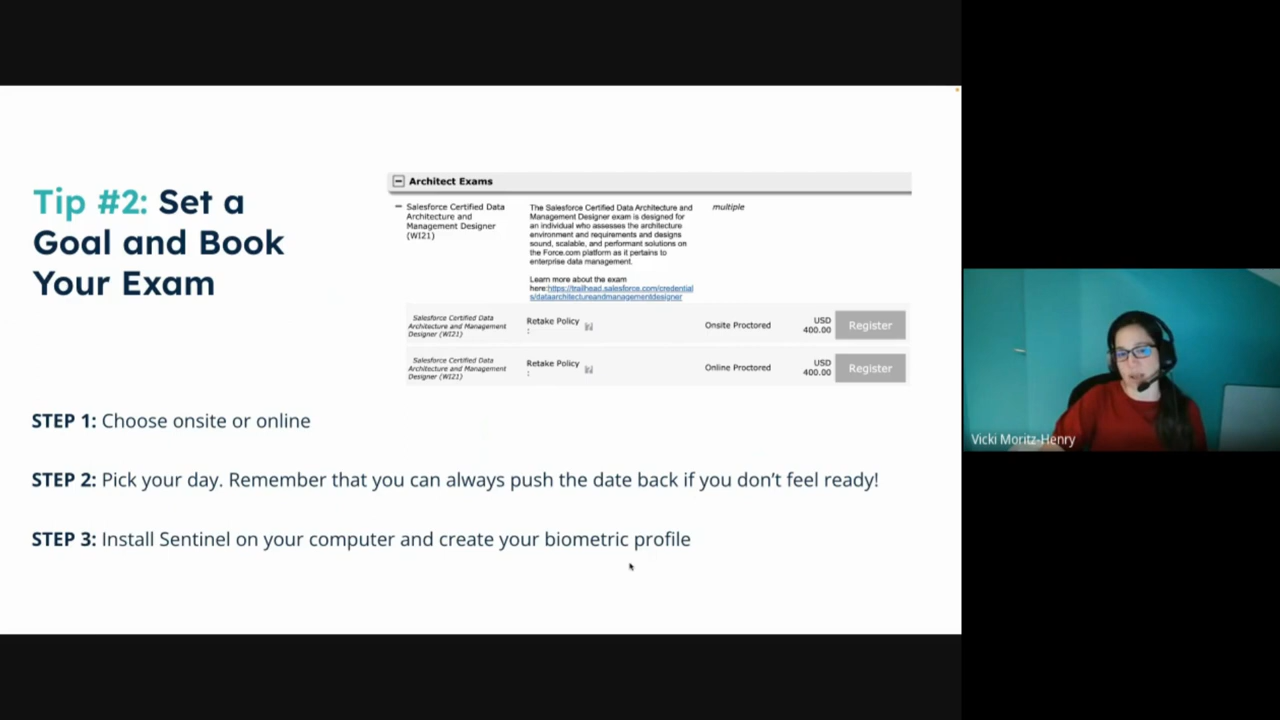 Tip #2: Set a
Goal and Book
Your Exam
Architect Exams
Salesforce Certified Data
Architecture and
Management Designer
(WI21)
The Salesforce Certified Data Architecture and
Management Designer exam is designed for
an individual who assesses the architecture
environment and requirements and designs
sound, scalable, and performant solutions on
the Force.com platform as it pertains to
enterprise data management.
Learn more about the exam
here:https://trailhead.salesforce.com/credential
s/dataarchitectureandmanagementdesigner
multiple
Salesforce Certified Data
Architecture and Management
Designer (WI21)
Retake Policy
:
Onsite Proctored
USD
400.00
Register
Salesforce Certified Data
Architecture and Management
Designer (WI21)
Retake Policy
:
Online Proctored
USD
400.00
Register
STEP 1: Choose onsite or online
STEP 2: Pick your day. Remember that you can always push the date back if you don’t feel ready!
STEP 3: Install Sentinel on your computer and create your biometric profile
Vicki Moritz-Henry